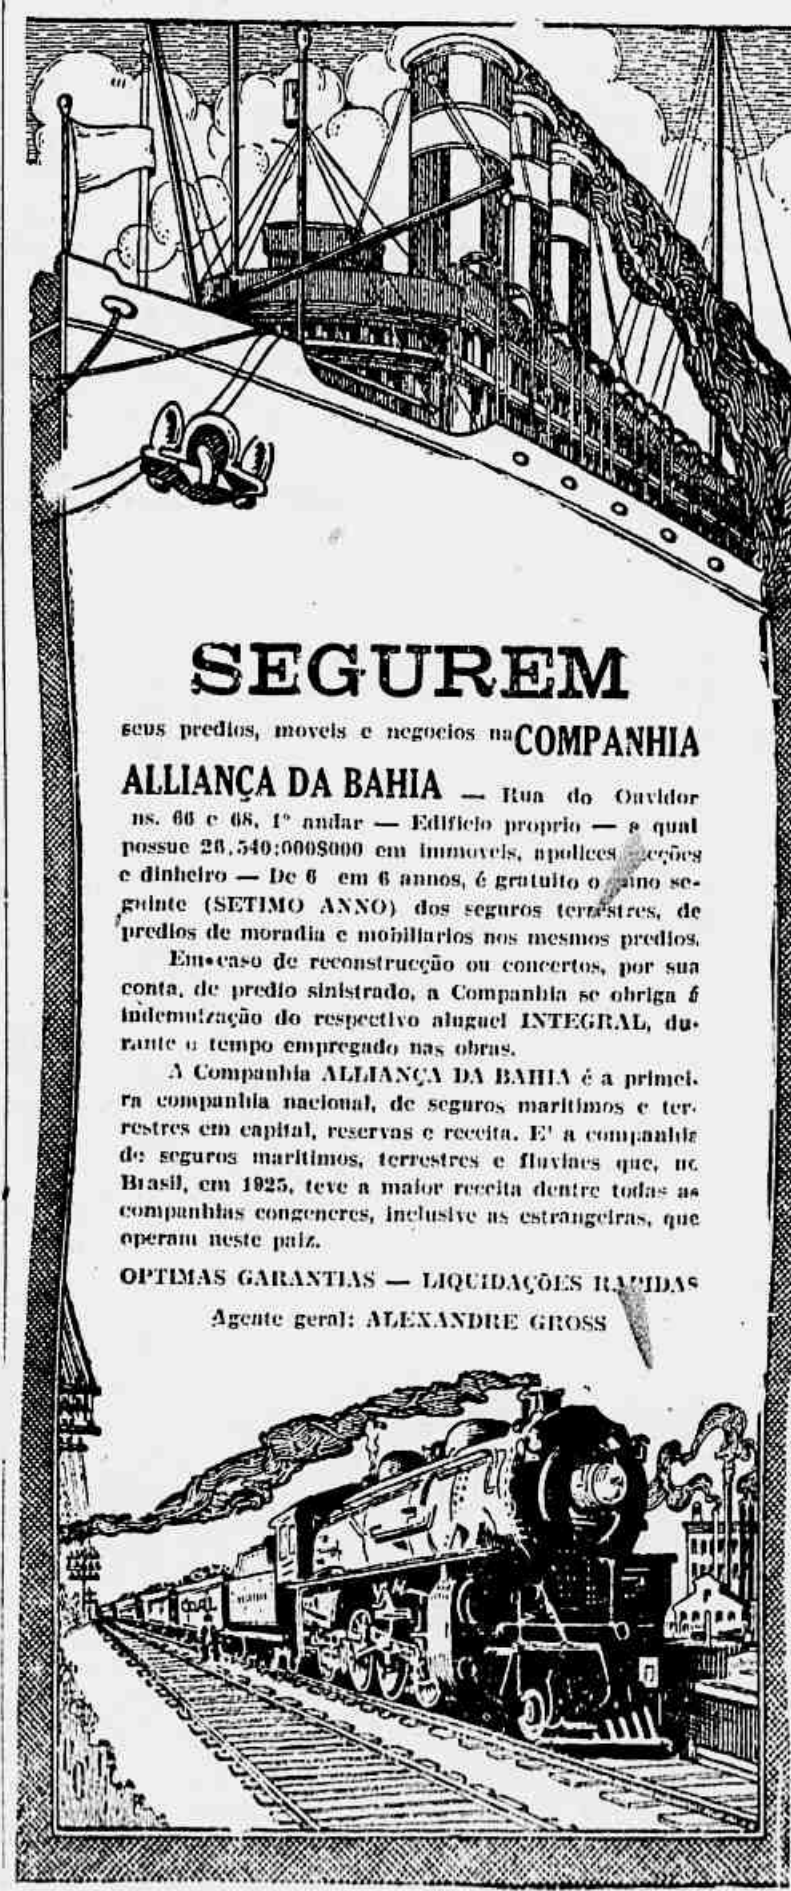 SEGUREM
seus predios, moveis e negocios na COMPANHIA
ALLIANÇA DA BAHIA — Rua do Ouvidor
ns. 66 e 68, 1º andar — Edificio proprio — a qual
possue 26.540:000$000 em immoveis, apolices acções
e dinheiro — De 6 em 6 annos, é gratuito o anno se-
guinte (SETIMO ANNO) dos seguros terrestres, de
predios de moradia e mobiliarios nos mesmos predios.
Em caso de reconstrucção ou concertos, por sua
conta, de predio sinistrado, a Companhia se obriga á
indemnização do respectivo aluguel INTEGRAL, du-
rante o tempo empregado nas obras.
A Companhia ALLIANÇA DA BAHIA é a primei-
ra companhia nacional, de seguros maritimos e ter-
restres em capital, reservas e receita. E' a companhia
de seguros maritimos, terrestres e fluviaes que, no
Brasil, em 1925, teve a maior receita dentre todas as
companhias congeneres, inclusive as estrangeiras, que
operam neste paiz.
OPTIMAS GARANTIAS — LIQUIDAÇÕES RAPIDAS
Agente geral: ALEXANDRE GROSS